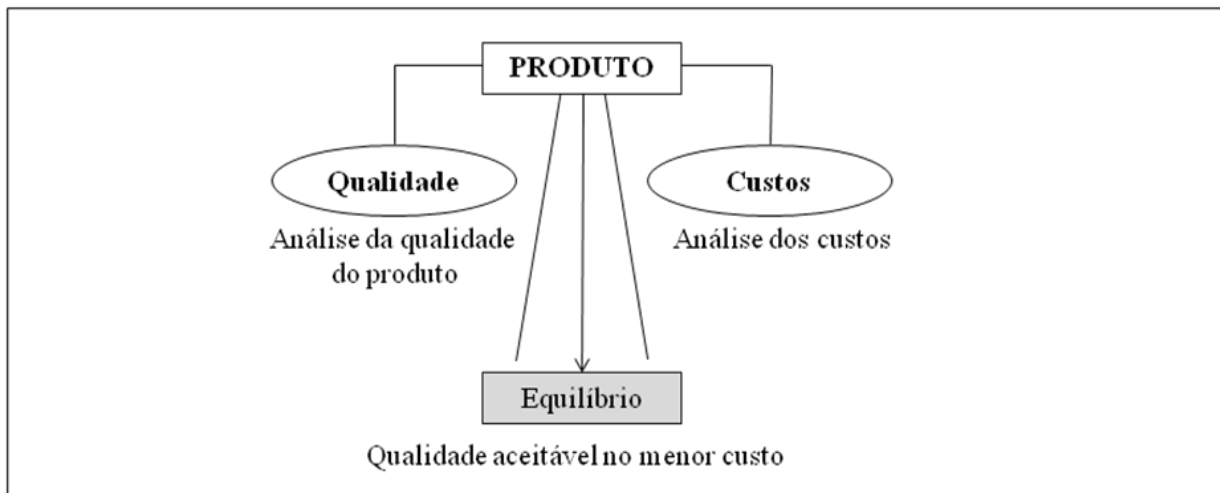 PRODUTO
Qualidade
Análise da qualidade
do produto
Custos
Análise dos custos
Equilíbrio
Qualidade aceitável no menor custo